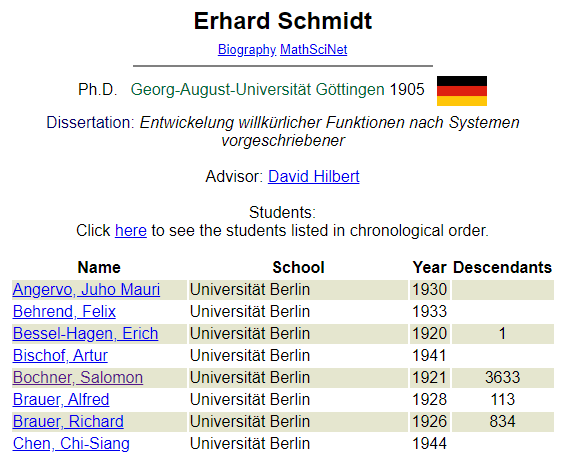 Erhard Schmidt
Biography MathSciNet
Ph.D. Georg-August-Universität Göttingen 1905
Dissertation: Entwickelung willkürlicher Funktionen nach Systemen
vorgeschriebener
Advisor: David Hilbert
Students:
Click here to see the students listed in chronological order.
Name School Year Descendants
Angervo, Juho Mauri Universität Berlin 1930
Behrend, Felix Universität Berlin 1933
Bessel-Hagen, Erich Universität Berlin 1920 1
Bischof, Artur Universität Berlin 1941
Bochner, Salomon Universität Berlin 1921 3633
Brauer, Alfred Universität Berlin 1928 113
Brauer, Richard Universität Berlin 1926 834
Chen, Chi-Siang Universität Berlin 1944